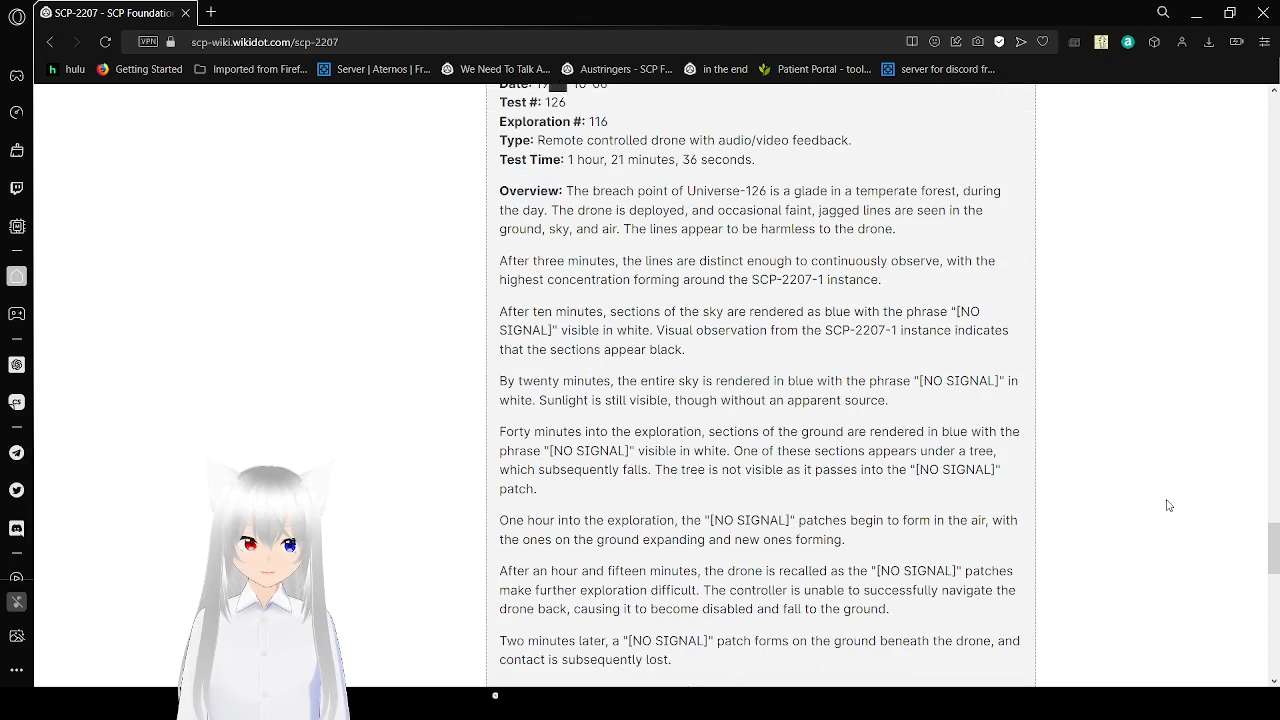 SCP-2207 - SCP Foundation
VPN
scp-wiki.wikidot.com/scp-2207
hulu
Getting Started
Imported from Firef...
Server | Aternos | Fr...
We Need To Talk A...
Austringers - SCP F...
in the end
Patient Portal - tool...
server for discord fr...
Test #: 126
Exploration #: 116
Type: Remote controlled drone with audio/video feedback.
Test Time: 1 hour, 21 minutes, 36 seconds.
Overview: The breach point of Universe-126 is a glade in a temperate forest, during
the day. The drone is deployed, and occasional faint, jagged lines are seen in the
ground, sky, and air. The lines appear to be harmless to the drone.
After three minutes, the lines are distinct enough to continuously observe, with the
highest concentration forming around the SCP-2207-1 instance.
After ten minutes, sections of the sky are rendered as blue with the phrase "[NO
SIGNAL]" visible in white. Visual observation from the SCP-2207-1 instance indicates
that the sections appear black.
By twenty minutes, the entire sky is rendered in blue with the phrase "[NO SIGNAL]" in
white. Sunlight is still visible, though without an apparent source.
Forty minutes into the exploration, sections of the ground are rendered in blue with the
phrase "[NO SIGNAL]" visible in white. One of these sections appears under a tree,
which subsequently falls. The tree is not visible as it passes into the "[NO SIGNAL]"
patch.
One hour into the exploration, the "[NO SIGNAL]" patches begin to form in the air, with
the ones on the ground expanding and new ones forming.
After an hour and fifteen minutes, the drone is recalled as the "[NO SIGNAL]" patches
make further exploration difficult. The controller is unable to successfully navigate the
drone back, causing it to become disabled and fall to the ground.
Two minutes later, a "[NO SIGNAL]" patch forms on the ground beneath the drone, and
contact is subsequently lost.